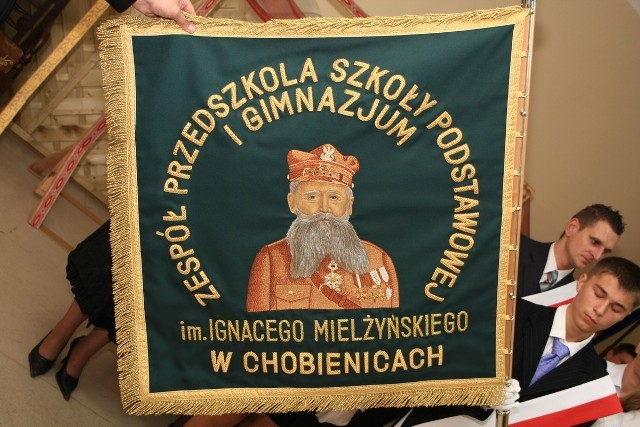 ZESPÓŁ PRZEDSZKOLA SZKOŁY PODSTAWOWEJ
I GIMNAZJUM
im. IGNACEGO MIELŻYŃSKIEGO
W CHOBIENICACH